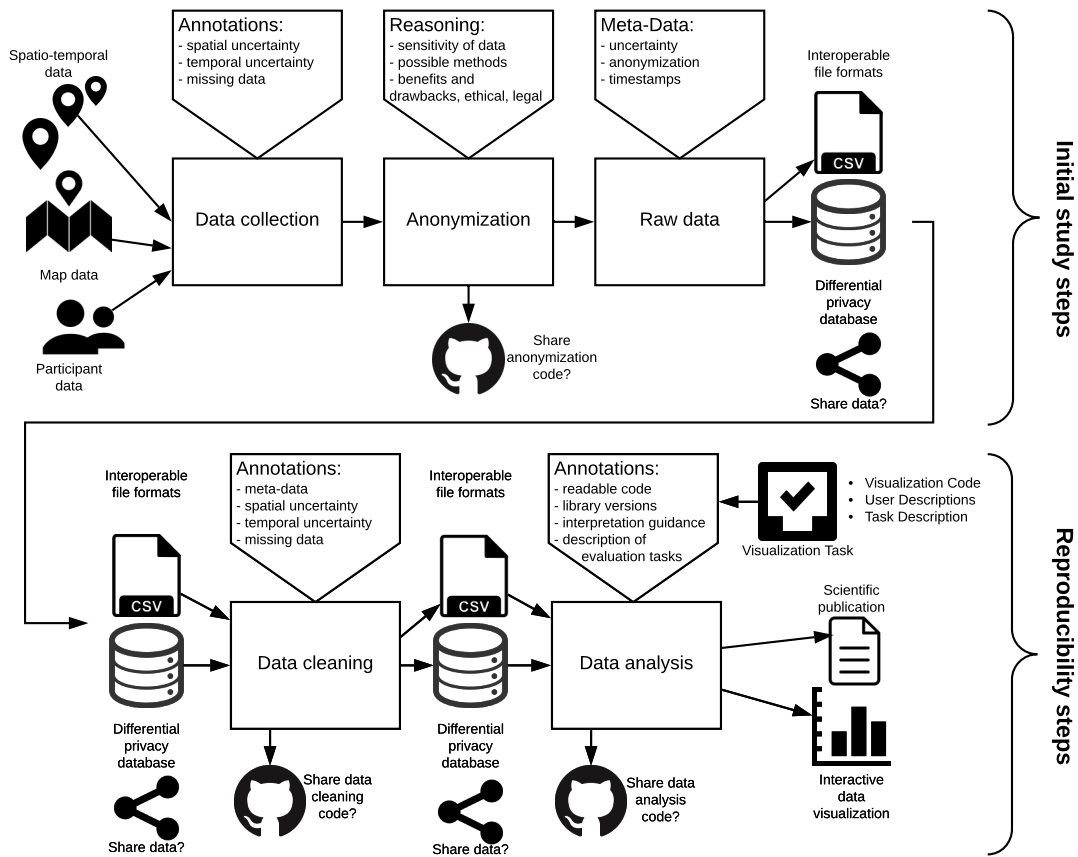 Spatio-temporal
data
Map data
Participant
data
Annotations:
- spatial uncertainty
- temporal uncertainty
- missing data
Data collection
Reasoning:
- sensitivity of data
- possible methods
- benefits and
drawbacks, ethical, legal
Anonymization
Share
anonymization
code?
Meta-Data:
- uncertainty
- anonymization
- timestamps
Raw data
Interoperable
file formats
CSV
Differential
privacy
database
Share data?
Initial study steps
Interoperable
file formats
CSV
Differential
privacy
database
Share data?
Annotations:
- meta-data
- spatial uncertainty
- temporal uncertainty
- missing data
Data cleaning
Share data
cleaning
code?
Interoperable
file formats
CSV
Differential
privacy
database
Share data?
Annotations:
- readable code
- library versions
- interpretation guidance
- description of
evaluation tasks
Data analysis
Share data
analysis
code?
Visualization Task
• Visualization Code
• User Descriptions
• Task Description
Scientific
publication
Interactive
data
visualization
Reproducibility steps